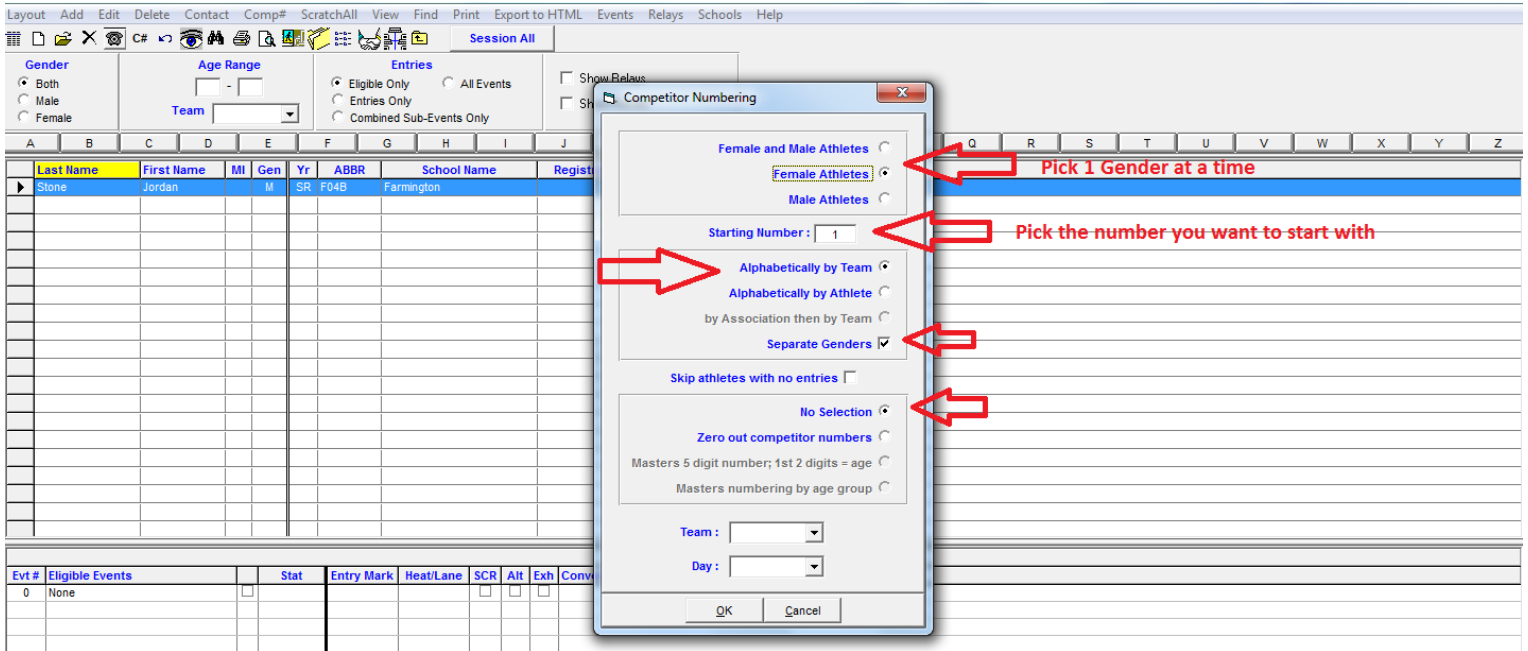 Layout Add Edit Delete Contact Comp# ScratchAll View Find Print Export to HTML Events Relays Schools Help
C# Session All
Gender
Both
Male
Female
Age Range
-
Team
Entries
Eligible Only All Events
Entries Only
Combined Sub-Events Only
Show Relays
Sh
A B C D E F G H I J Q R S T U V W X Y Z
Last Name First Name MI Gen Yr ABBR School Name Regist
Stone Jordan M SR F04B Farmington
Competitor Numbering
Female and Male Athletes
Female Athletes
Male Athletes
Pick 1 Gender at a time
Starting Number : 1
Pick the number you want to start with
Alphabetically by Team
Alphabetically by Athlete
by Association then by Team
Separate Genders
Skip athletes with no entries
No Selection
Zero out competitor numbers
Masters 5 digit number; 1st 2 digits = age
Masters numbering by age group
Team :
Day :
OK Cancel
Evt # Eligible Events Stat Entry Mark Heat/Lane SCR Alt Exh Conv
0 None